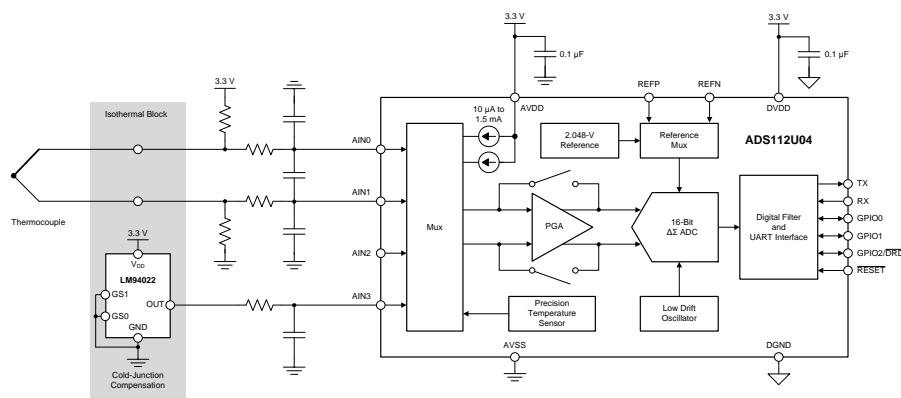 3.3 V
3.3 V
0.1 µF
0.1 µF
3.3 V
Isothermal Block
REFP
REFN
AVDD
DVDD
10 µA to
1.5 mA
ADS112U04
2.048-V
Reference
Reference
Mux
AIN0
AIN1
AIN2
AIN3
Thermocouple
Mux
PGA
16-Bit
ΔΣ ADC
Digital Filter
and
UART Interface
TX
RX
GPIO0
GPIO1
GPIO2/DRD
RESET
3.3 V
VDD
LM94022
GS1
GS0
OUT
GND
Precision
Temperature
Sensor
Low Drift
Oscillator
AVSS
DGND
Cold-Junction
Compensation